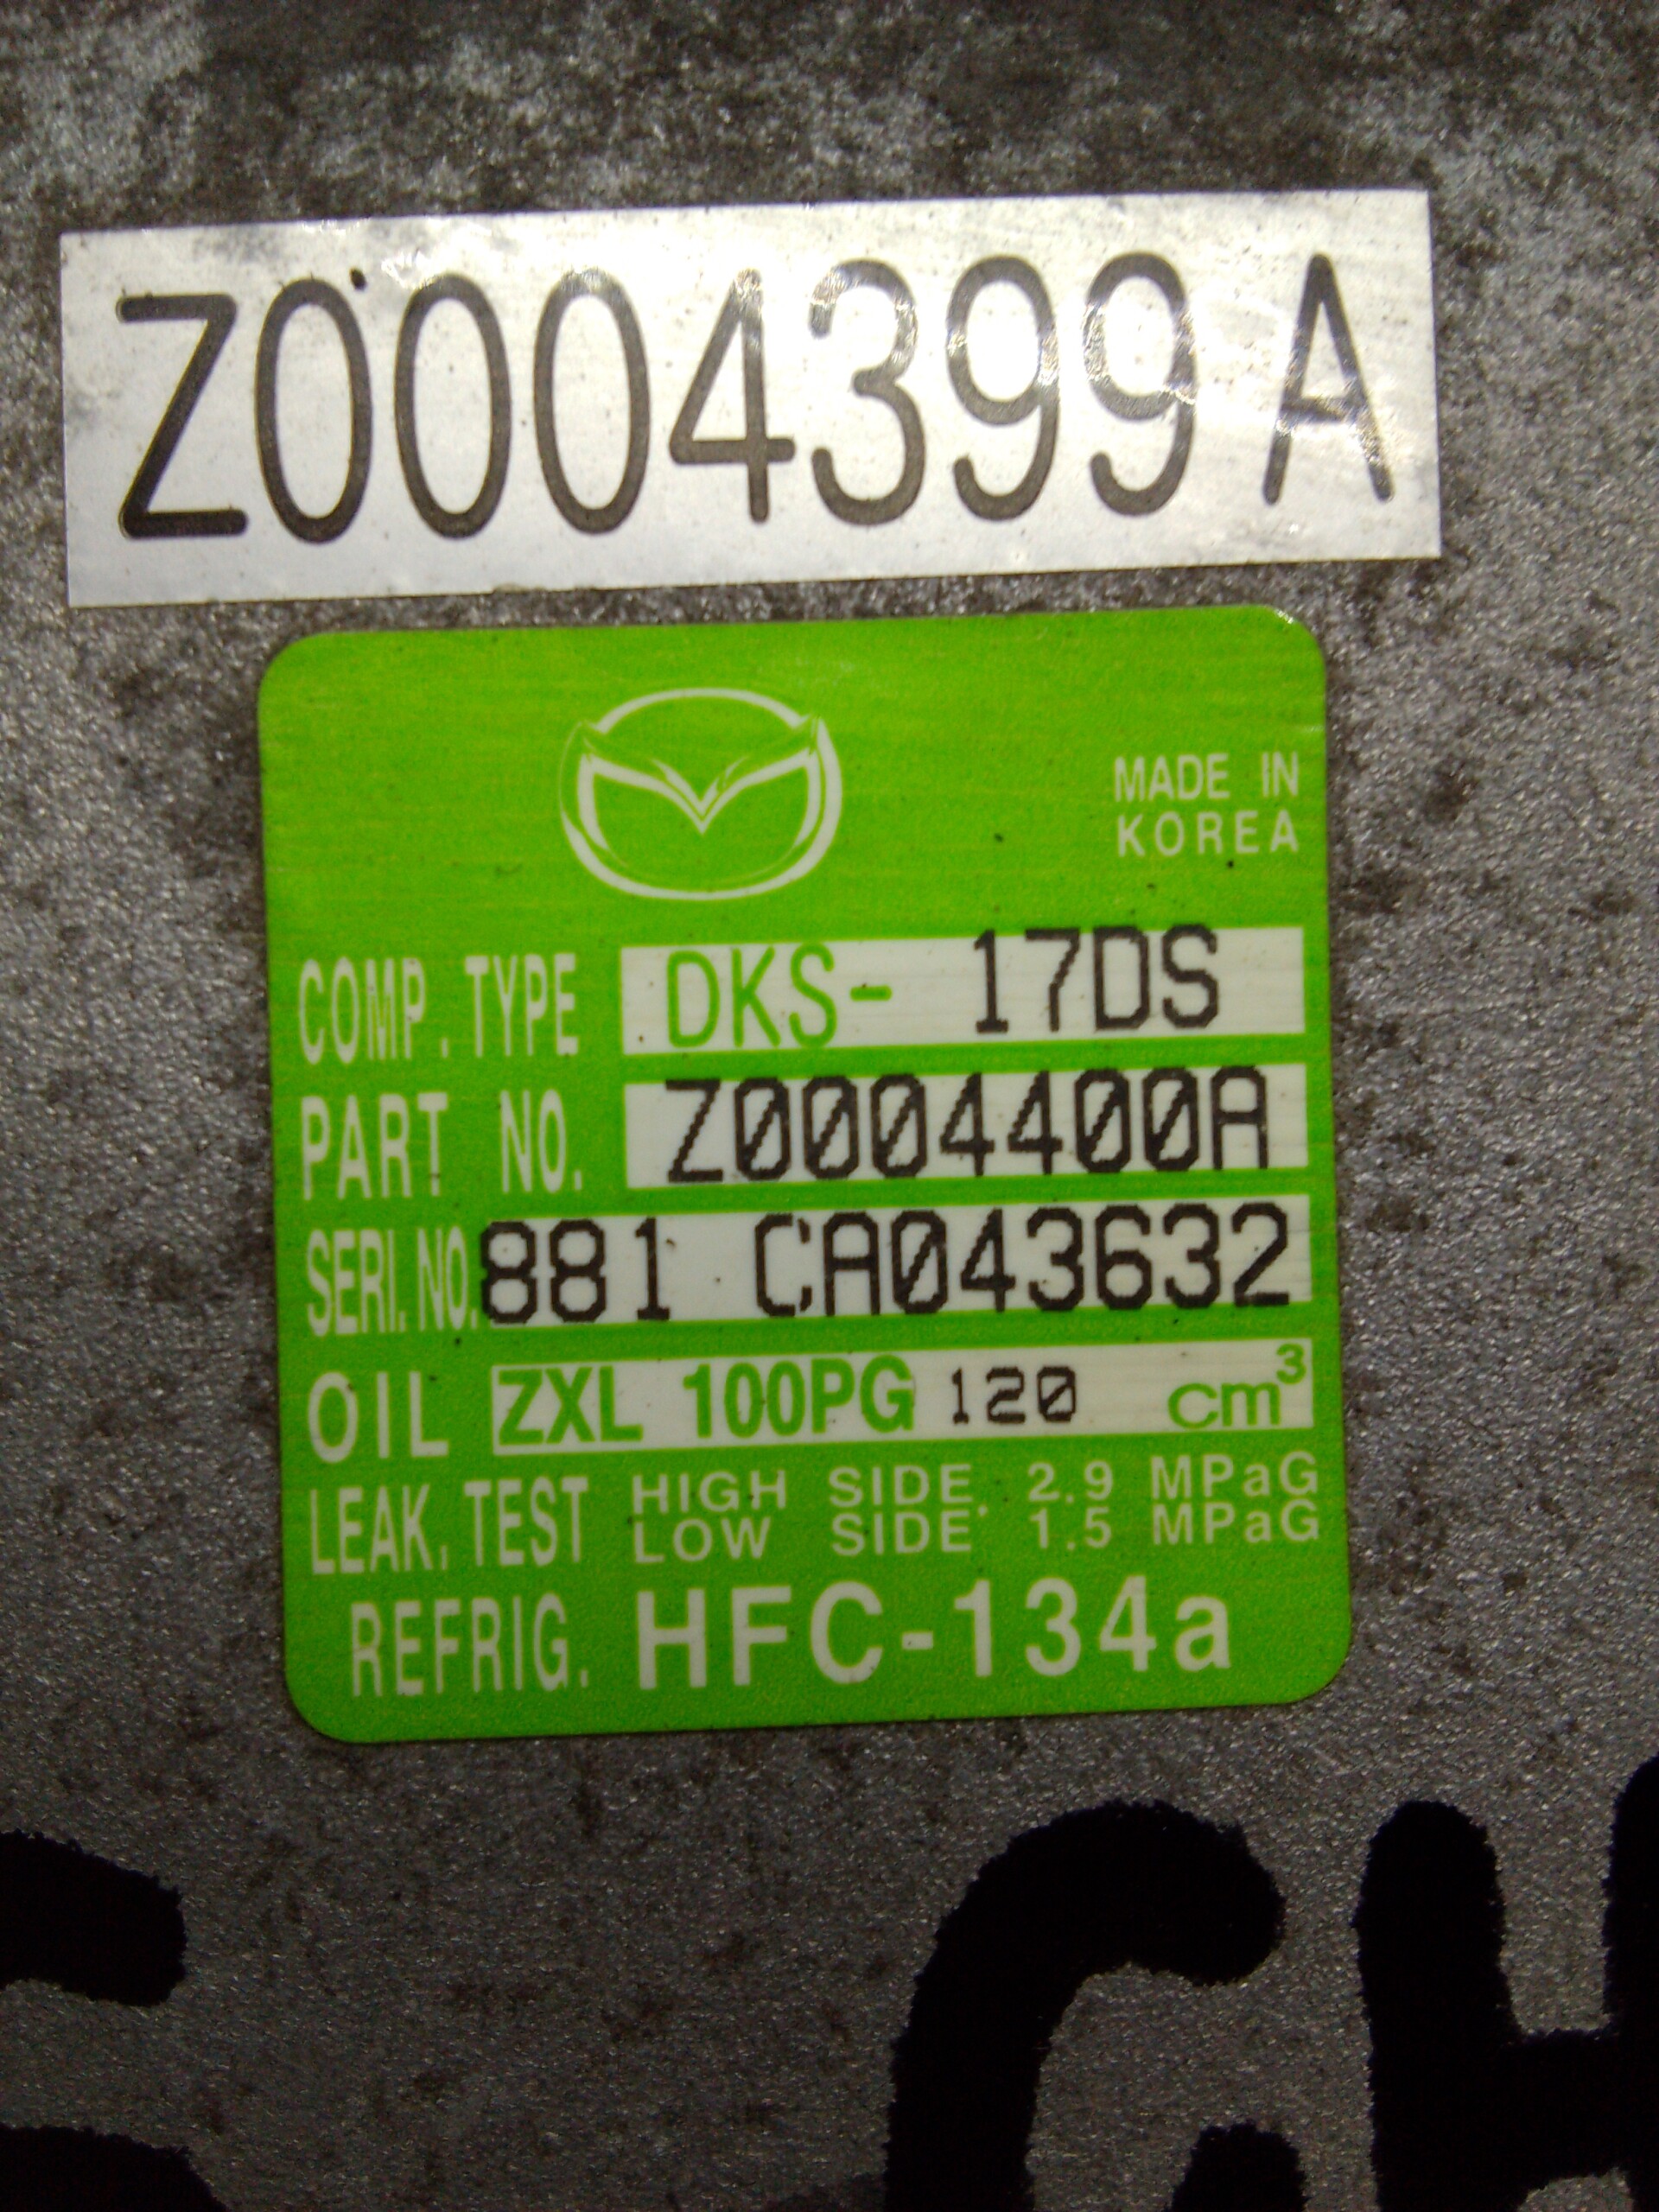 Z0004399 A
MADE IN
KOREA
COMP. TYPE DKS- 17DS
PART NO. Z0004400A
SERI. NO. 881 CA043632
OIL ZXL 100PG 120 cm³
LEAK. TEST HIGH SIDE. 2.9 MPaG
LOW SIDE 1.5 MPaG
REFRIG. HFC-134a